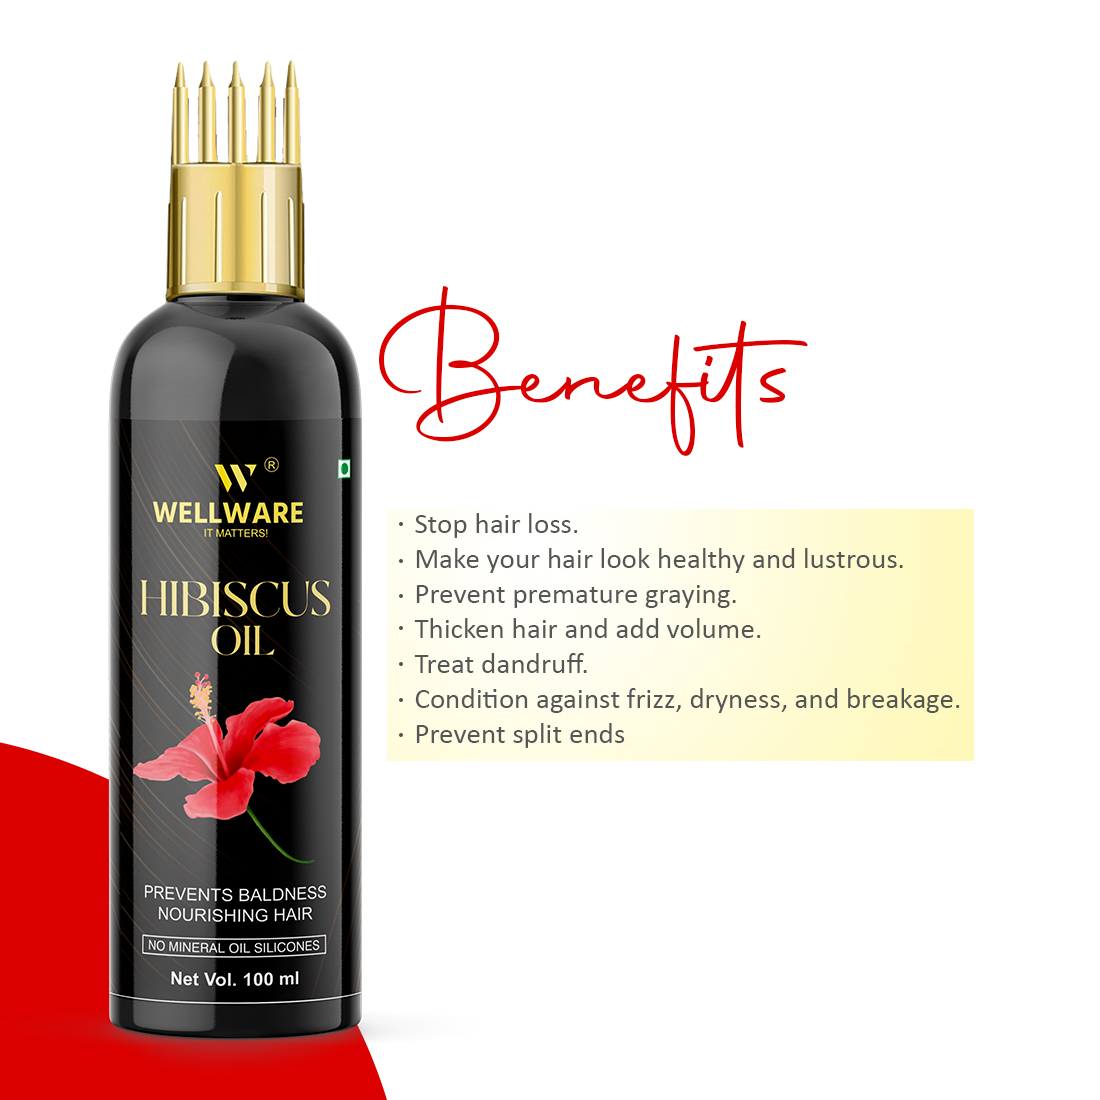 Benefits
W ®
WELLWARE
IT MATTERS!
HIBISCUS
OIL
PREVENTS BALDNESS
NOURISHING HAIR
NO MINERAL OIL SILICONES
Net Vol. 100 ml
· Stop hair loss.
· Make your hair look healthy and lustrous.
· Prevent premature graying.
· Thicken hair and add volume.
· Treat dandruff.
· Condition against frizz, dryness, and breakage.
· Prevent split ends